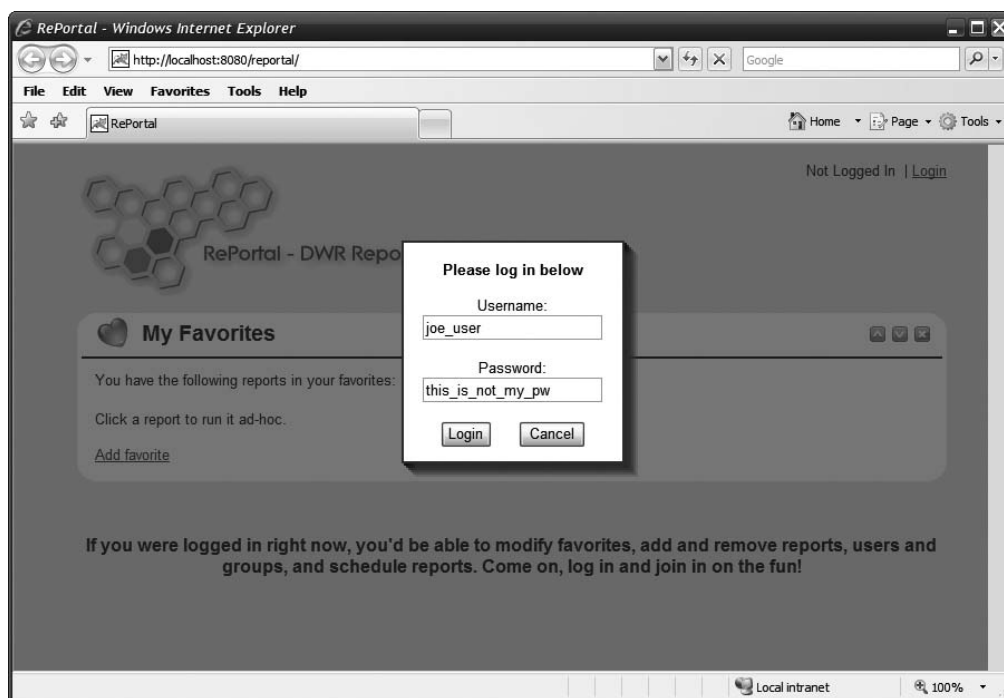 RePortal - Windows Internet Explorer
http://localhost:8080/reportal/
Google
File Edit View Favorites Tools Help
RePortal
Home Page Tools
Not Logged In | Login
RePortal - DWR Repo
Please log in below
Username:
joe_user
Password:
this_is_not_my_pw
Login Cancel
My Favorites
You have the following reports in your favorites:
Click a report to run it ad-hoc.
Add favorite
If you were logged in right now, you'd be able to modify favorites, add and remove reports, users and
groups, and schedule reports. Come on, log in and join in on the fun!
Local intranet 100%